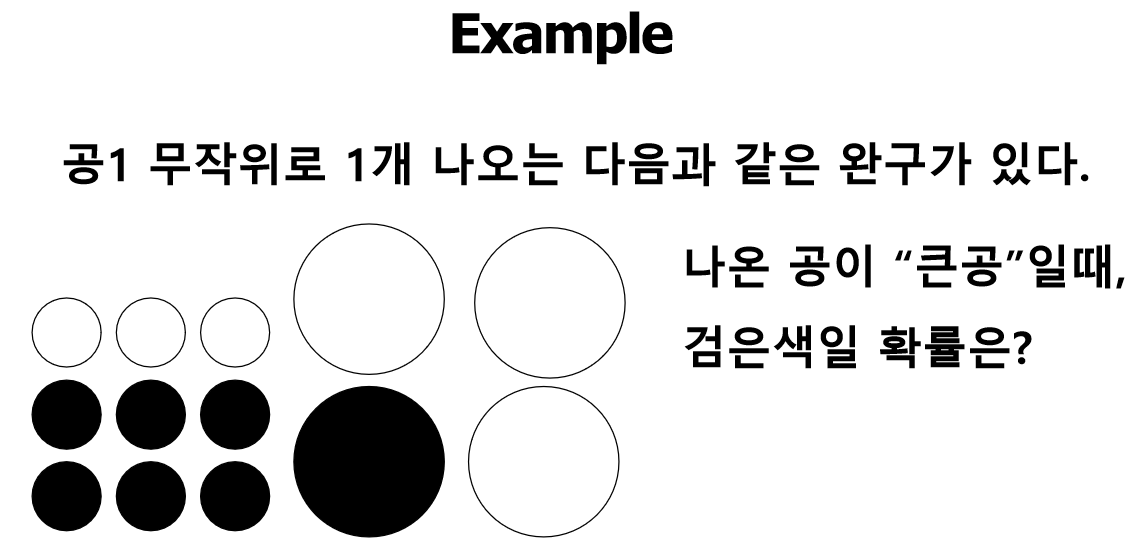 Example
공1 무작위로 1개 나오는 다음과 같은 완구가 있다.
나온 공이 “큰공”일때,
검은색일 확률은?